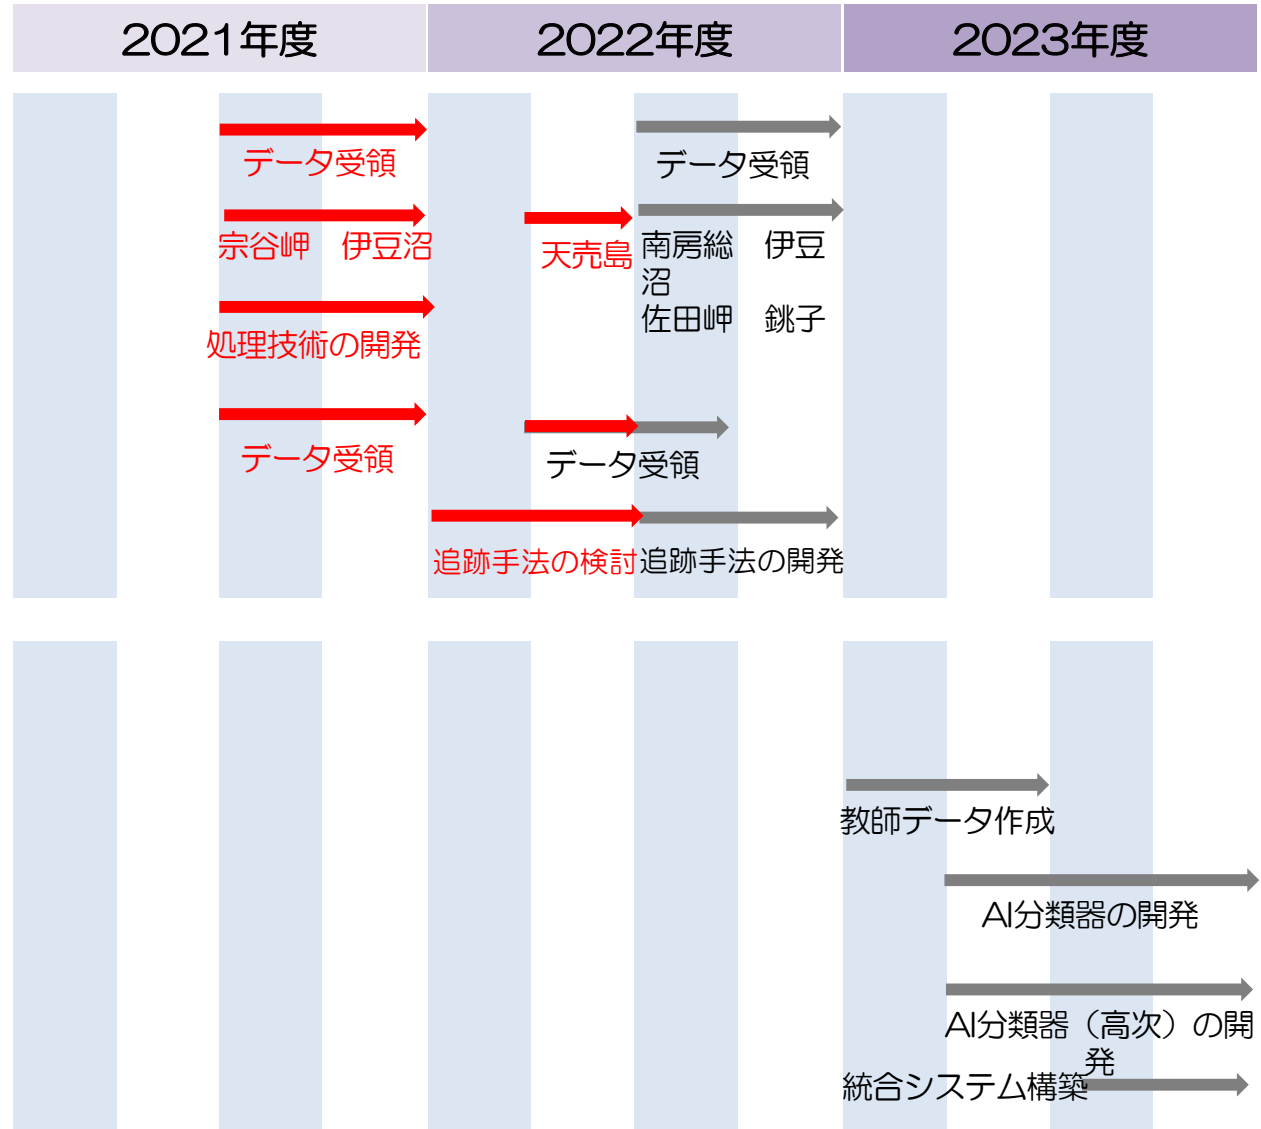 2021年度
2022年度
2023年度
データ受領
データ受領
宗谷岬　伊豆沼
天売島
南房総　伊豆
沼
佐田岬　銚子
処理技術の開発
データ受領
データ受領
追跡手法の検討
追跡手法の開発
教師データ作成
AI分類器の開発
AI分類器（高次）の開
発
統合システム構築